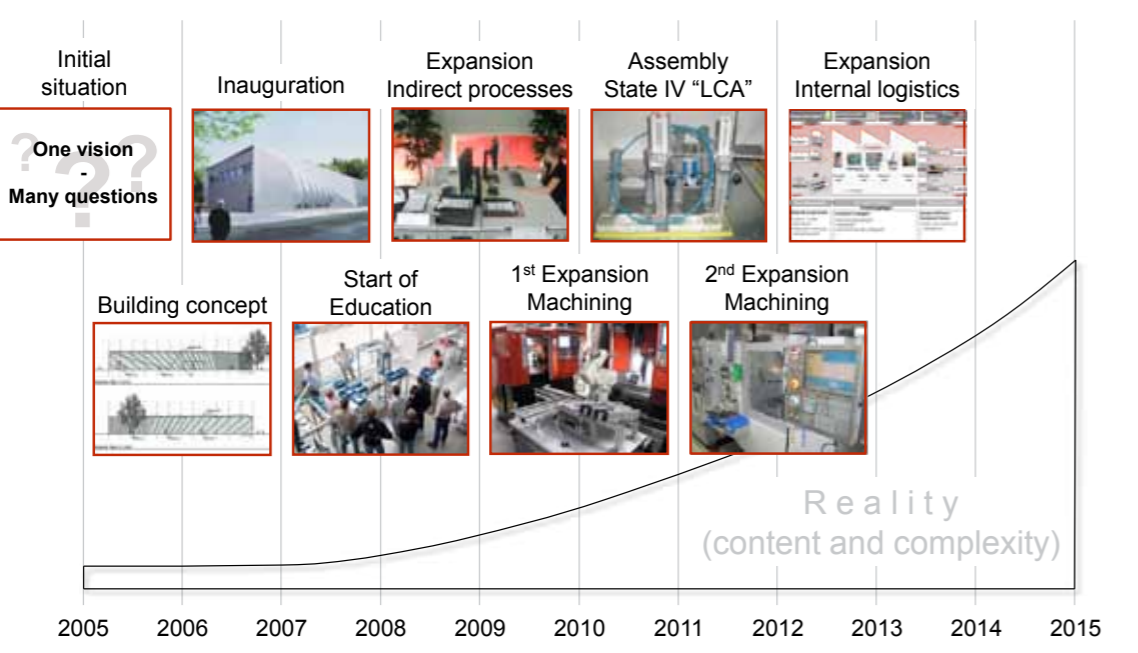 Initial
situation
? ? ?
One vision
-
Many questions
Inauguration
Expansion
Indirect processes
Assembly
State IV “LCA”
Expansion
Internal logistics
Building concept
Start of
Education
1st Expansion
Machining
2nd Expansion
Machining
Reality
(content and complexity)
2005 2006 2007 2008 2009 2010 2011 2012 2013 2014 2015